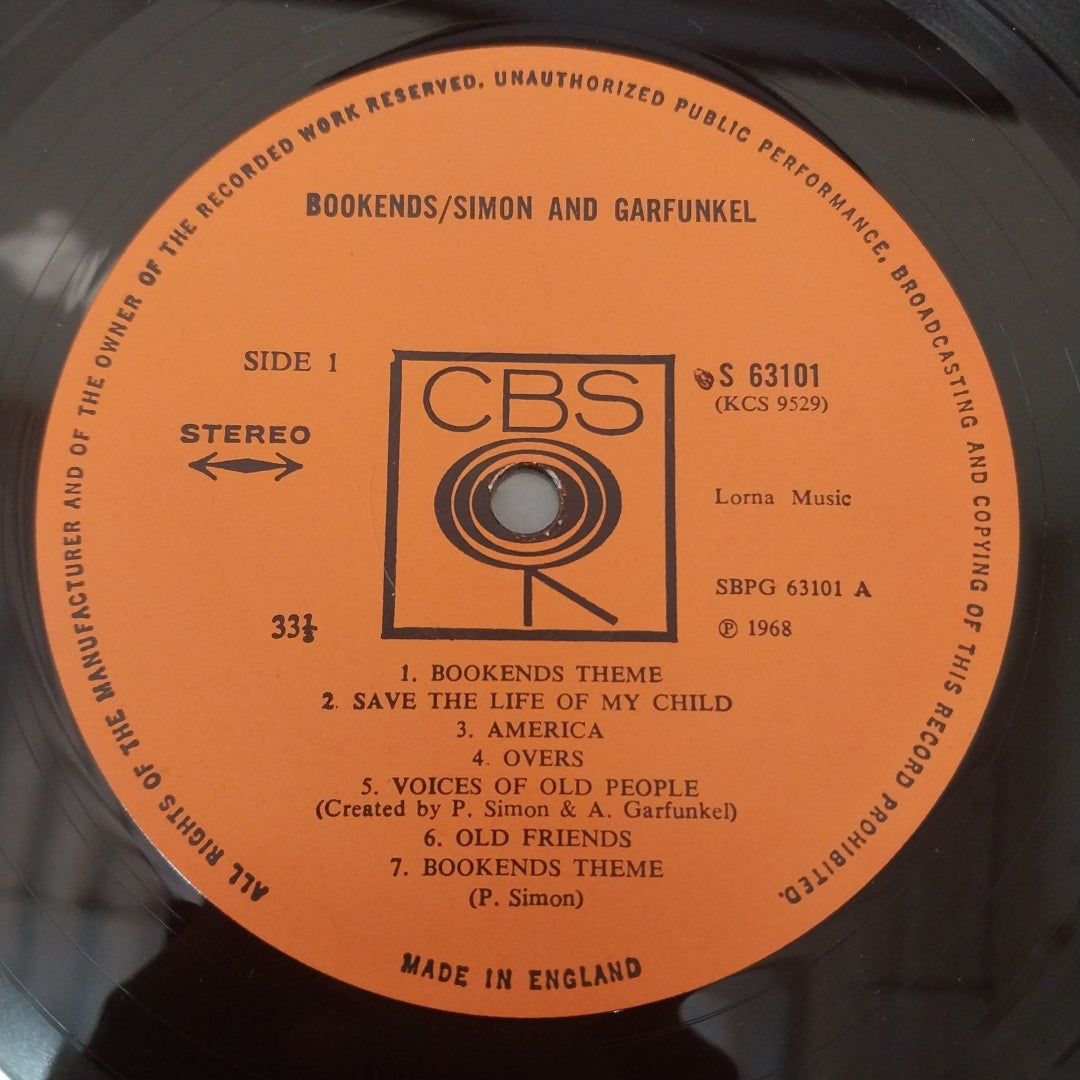 ALL RIGHTS OF THE MANUFACTURER AND OF THE OWNER OF THE RECORDED WORK RESERVED. UNAUTHORIZED PUBLIC PERFORMANCE, BROADCASTING AND COPYING OF THIS RECORD PROHIBITED.
BOOKENDS/SIMON AND GARFUNKEL
SIDE 1
STEREO
33⅓
CBS
S 63101
(KCS 9529)
Lorna Music
SBPG 63101 A
℗ 1968
1. BOOKENDS THEME
2. SAVE THE LIFE OF MY CHILD
3. AMERICA
4. OVERS
5. VOICES OF OLD PEOPLE
(Created by P. Simon & A. Garfunkel)
6. OLD FRIENDS
7. BOOKENDS THEME
(P. Simon)
MADE IN ENGLAND